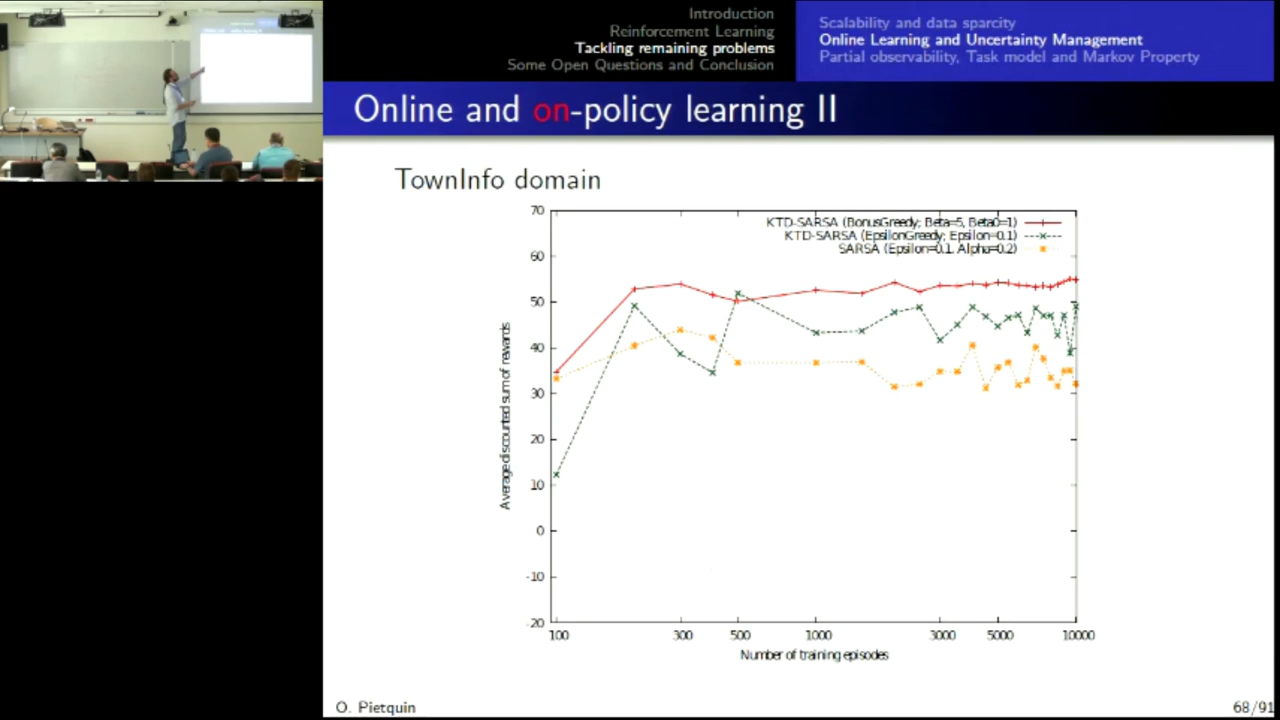 Introduction
Reinforcement Learning
Tackling remaining problems
Some Open Questions and Conclusion
Scalability and data sparcity
Online Learning and Uncertainty Management
Partial observability, Task model and Markov Property
Online and on-policy learning II
TownInfo domain
KTD-SARSA (BonusGreedy; Beta=5, Beta0=1)
KTD-SARSA (EpsilonGreedy; Epsilon=0.1)
SARSA (Epsilon=0.1, Alpha=0.2)
70
60
50
40
30
20
10
0
-10
-20
Average discounted sum of rewards
100 300 500 1000 3000 5000 10000
Number of training episodes
O. Pietquin
68/91